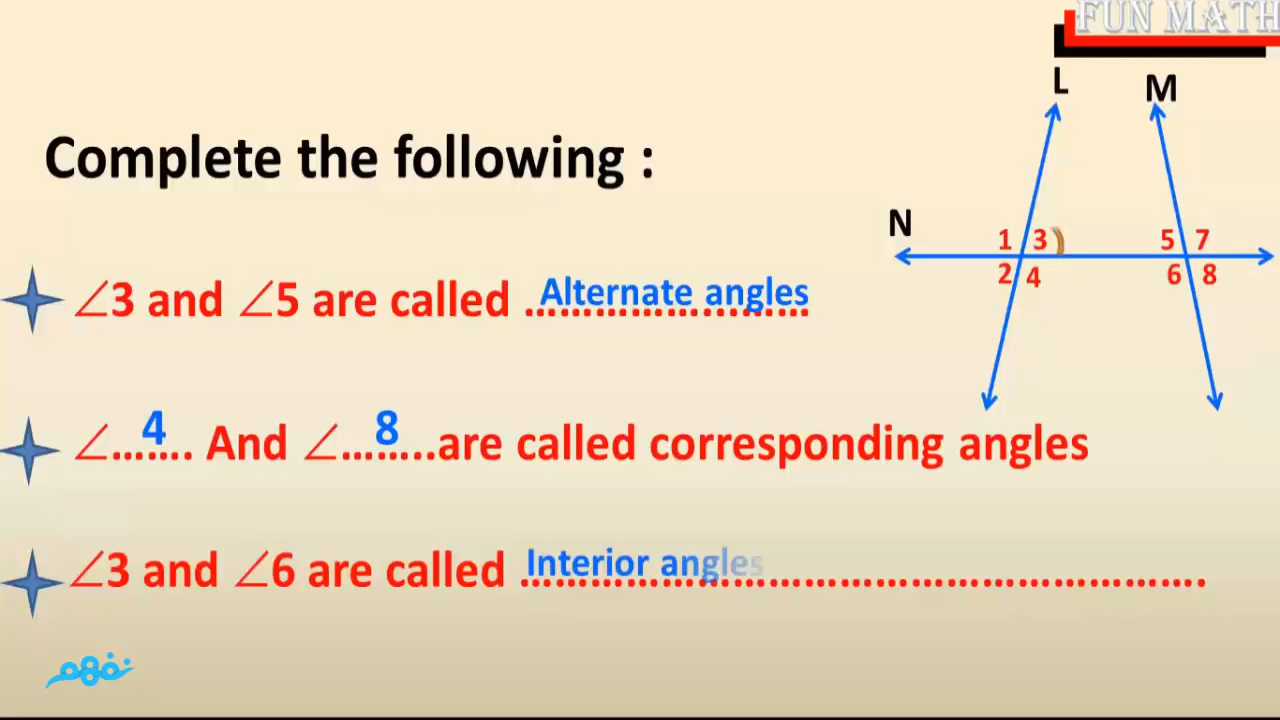 FUN MATH
L M
Complete the following :
N
1 3 5 7
2 4 6 8
∠3 and ∠5 are called ........................ Alternate angles
∠...4.... And ∠...8.....are called corresponding angles
∠3 and ∠6 are called Interior angles..........................................................
نفهم